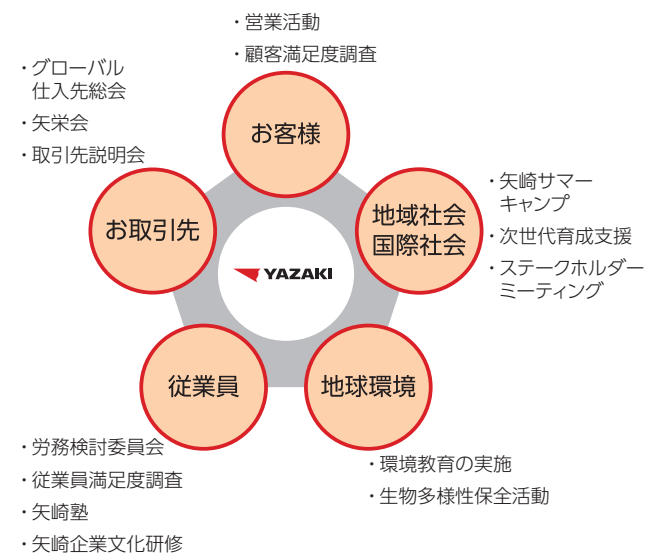 ・営業活動
・顧客満足度調査
お客様
・グローバル
仕入先総会
・矢栄会
・取引先説明会
お取引先
地域社会
国際社会
・矢崎サマー
キャンプ
・次世代育成支援
・ステークホルダー
ミーティング
YAZAKI
従業員
・労務検討委員会
・従業員満足度調査
・矢崎塾
・矢崎企業文化研修
地球環境
・環境教育の実施
・生物多様性保全活動